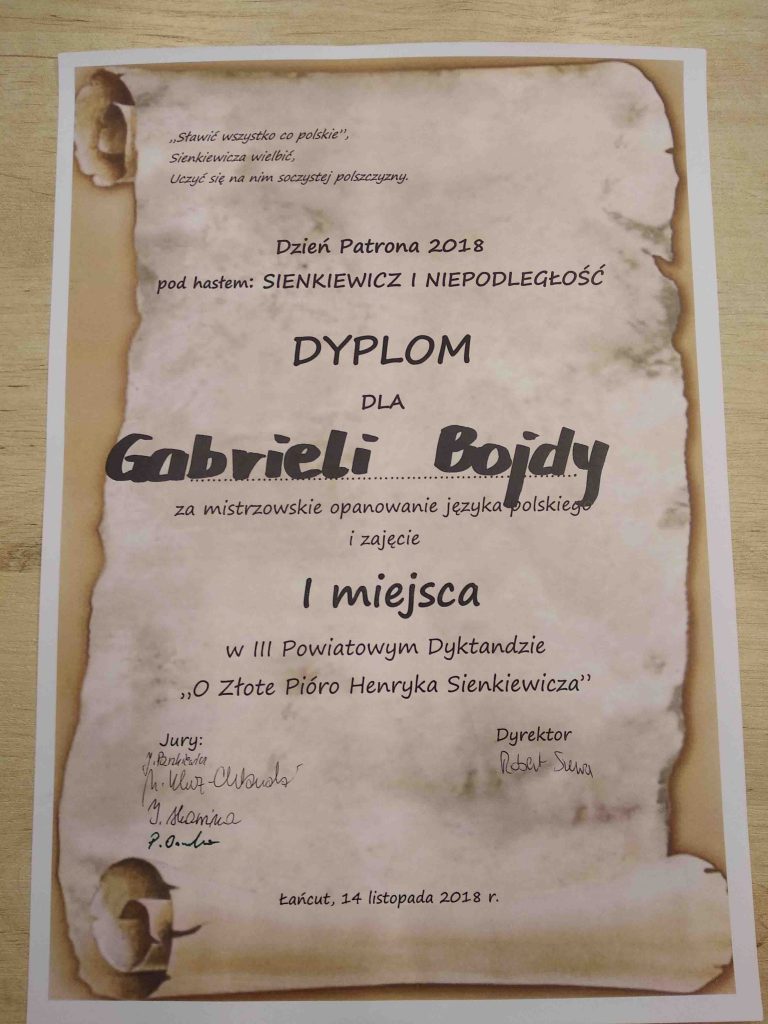 „Sławić wszystko co polskie”,
Sienkiewicza wielbić,
Uczyć się na nim soczystej polszczyzny.
Dzień Patrona 2018
pod hasłem: SIENKIEWICZ I NIEPODLEGŁOŚĆ
DYPLOM
DLA
Gabrieli Bojdy
za mistrzowskie opanowanie języka polskiego
i zajęcie
I miejsca
w III Powiatowym Dyktandzie
„O Złote Pióro Henryka Sienkiewicza”
Jury:
Dyrektor
Robert
Łańcut, 14 listopada 2018 r.